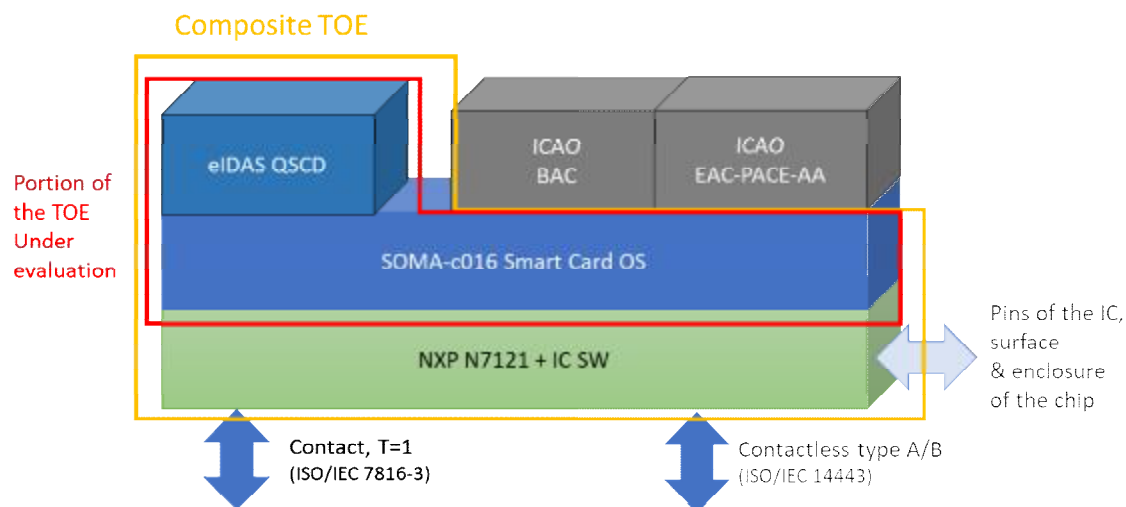 Composite TOE
eIDAS QSCD
ICAO
BAC
ICAO
EAC-PACE-AA
Portion of
the TOE
Under
evaluation
SOMA-c016 Smart Card OS
NXP N7121 + IC SW
Pins of the IC,
surface
& enclosure
of the chip
Contact, T=1
(ISO/IEC 7816-3)
Contactless type A/B
(ISO/IEC 14443)